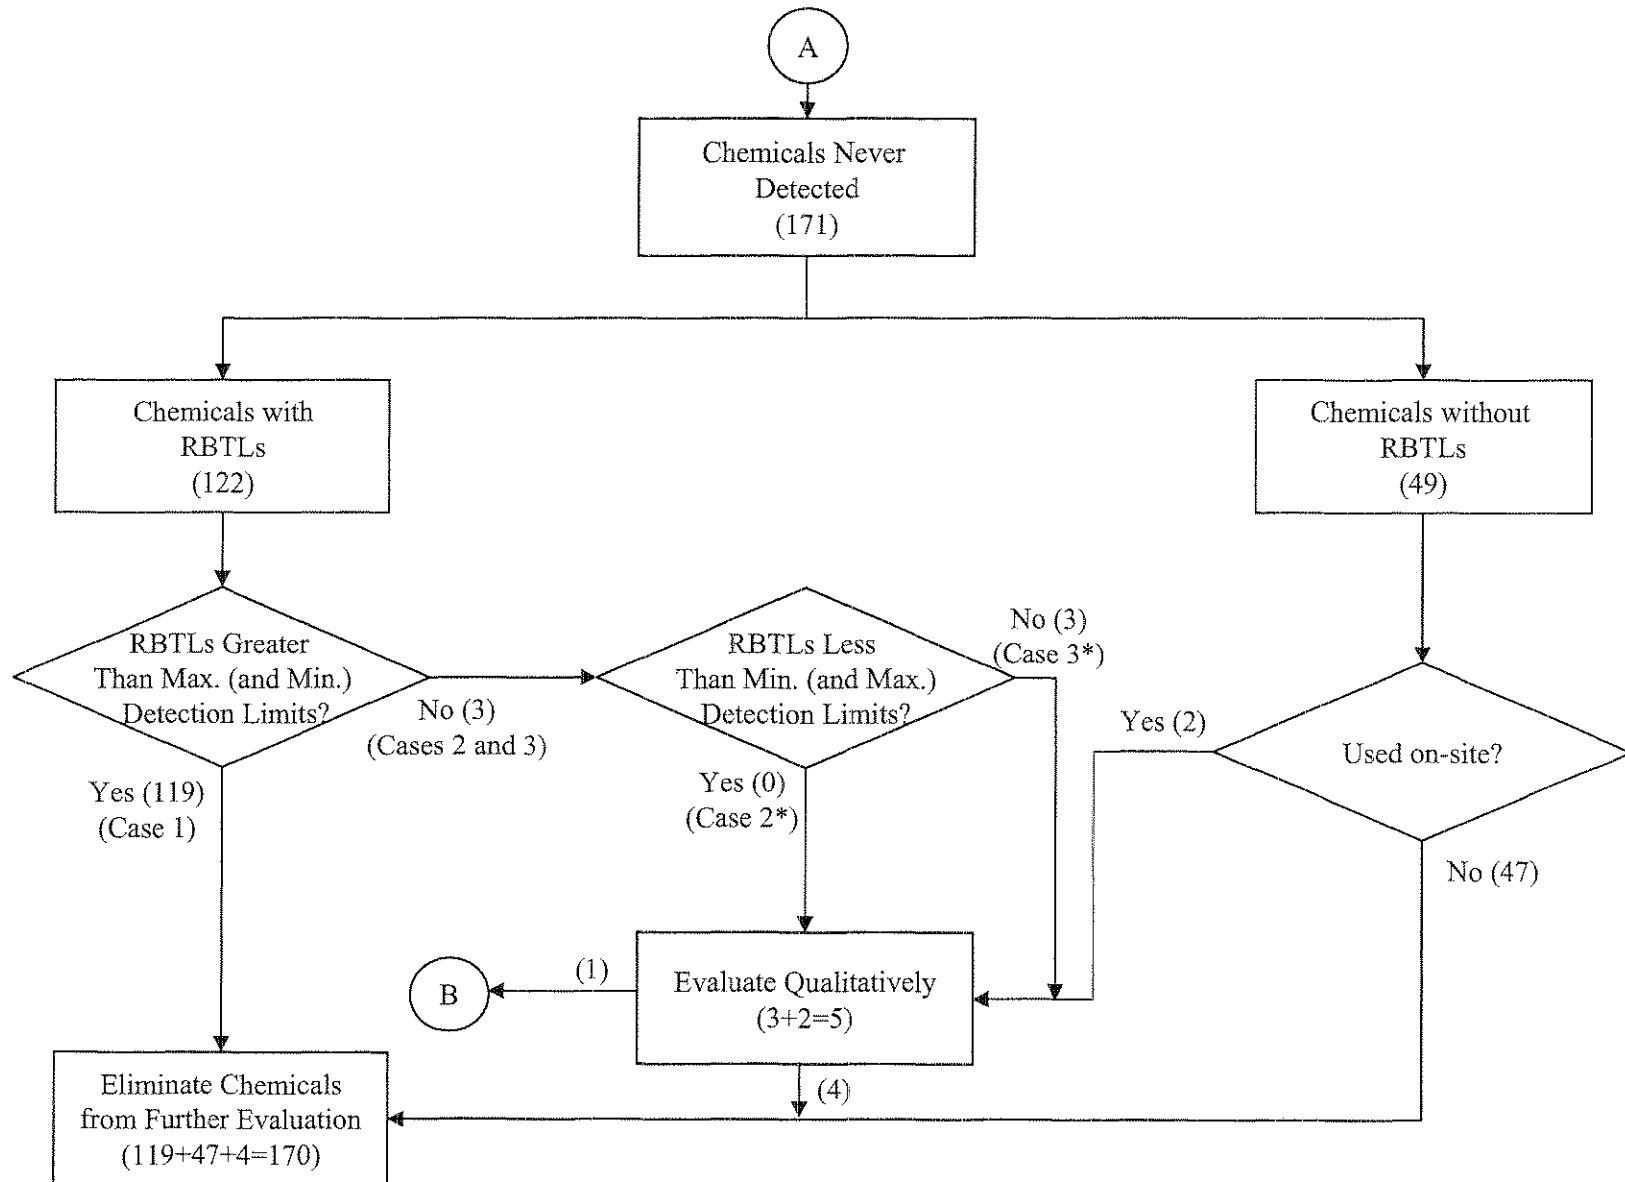 A
Chemicals Never
Detected
(171)
Chemicals with
RBTLs
(122)
Chemicals without
RBTLs
(49)
RBTLs Greater
Than Max. (and Min.)
Detection Limits?
No (3)
(Cases 2 and 3)
RBTLs Less
Than Min. (and Max.)
Detection Limits?
No (3)
(Case 3*)
Yes (2)
Used on-site?
Yes (119)
(Case 1)
Yes (0)
(Case 2*)
No (47)
B
(1)
Evaluate Qualitatively
(3+2=5)
(4)
Eliminate Chemicals
from Further Evaluation
(119+47+4=170)